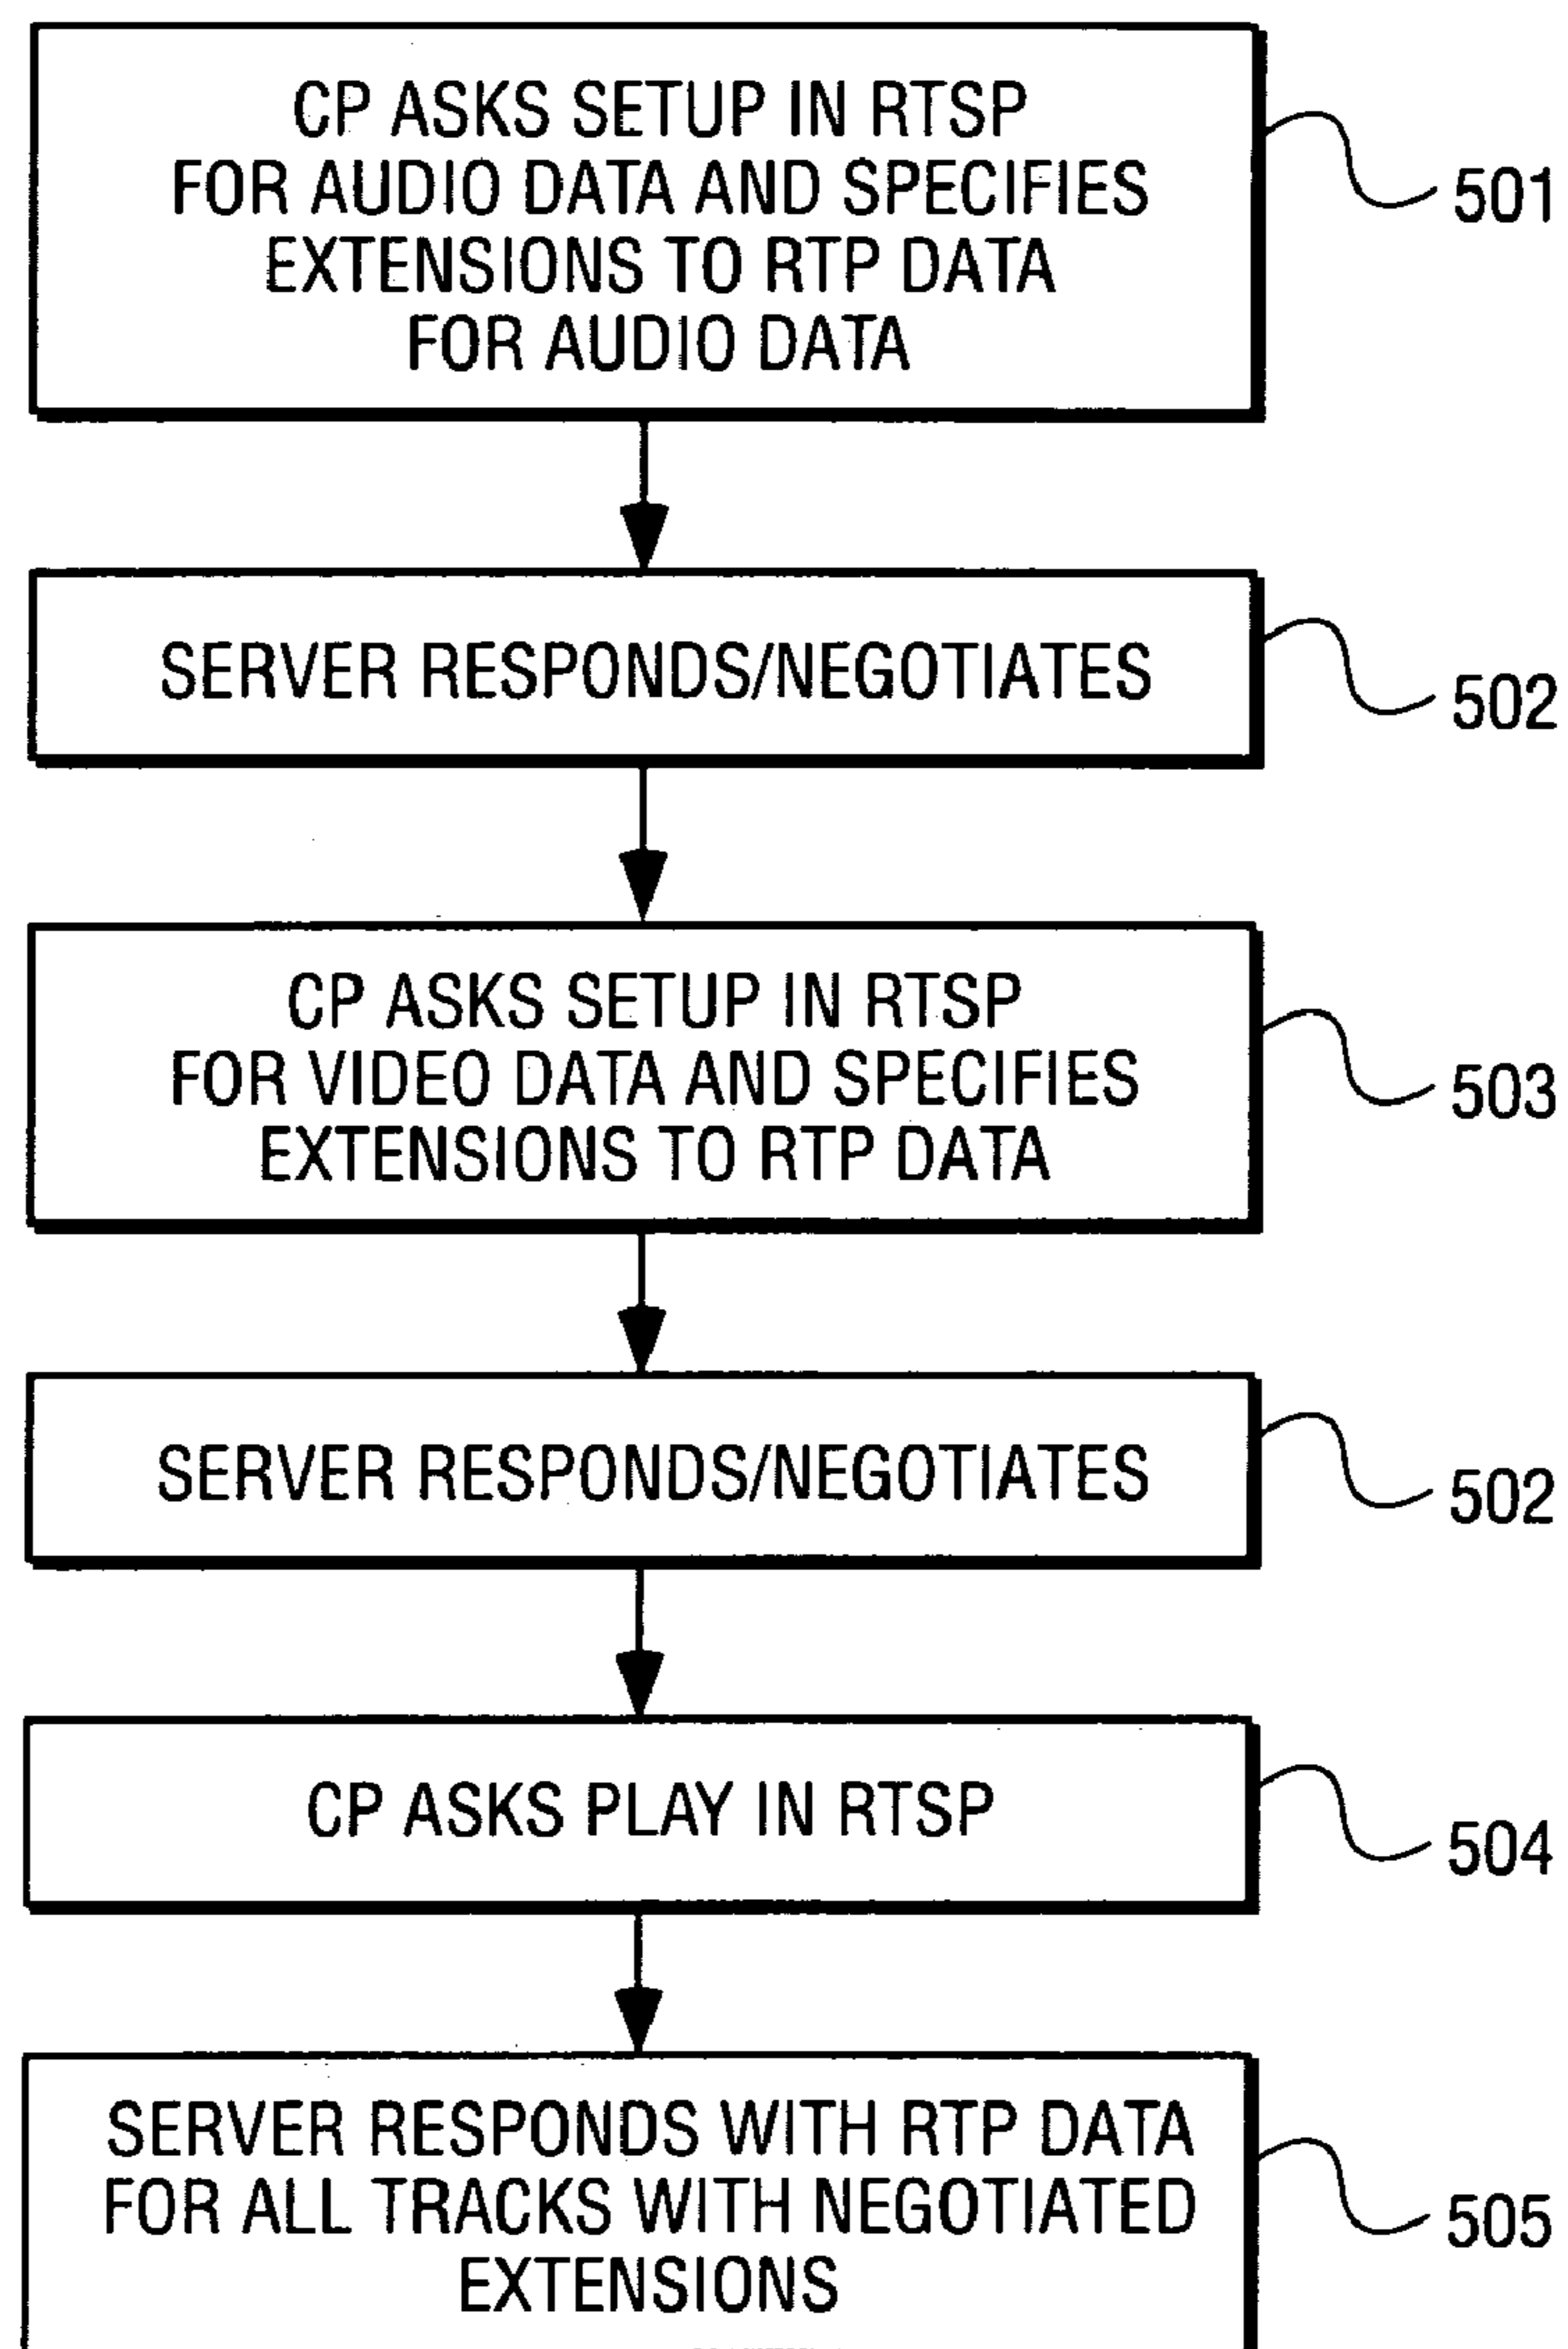 CP ASKS SETUP IN RTSP
FOR AUDIO DATA AND SPECIFIES
EXTENSIONS TO RTP DATA
FOR AUDIO DATA
501
SERVER RESPONDS/NEGOTIATES
502
CP ASKS SETUP IN RTSP
FOR VIDEO DATA AND SPECIFIES
EXTENSIONS TO RTP DATA
503
SERVER RESPONDS/NEGOTIATES
502
CP ASKS PLAY IN RTSP
504
SERVER RESPONDS WITH RTP DATA
FOR ALL TRACKS WITH NEGOTIATED
EXTENSIONS
505